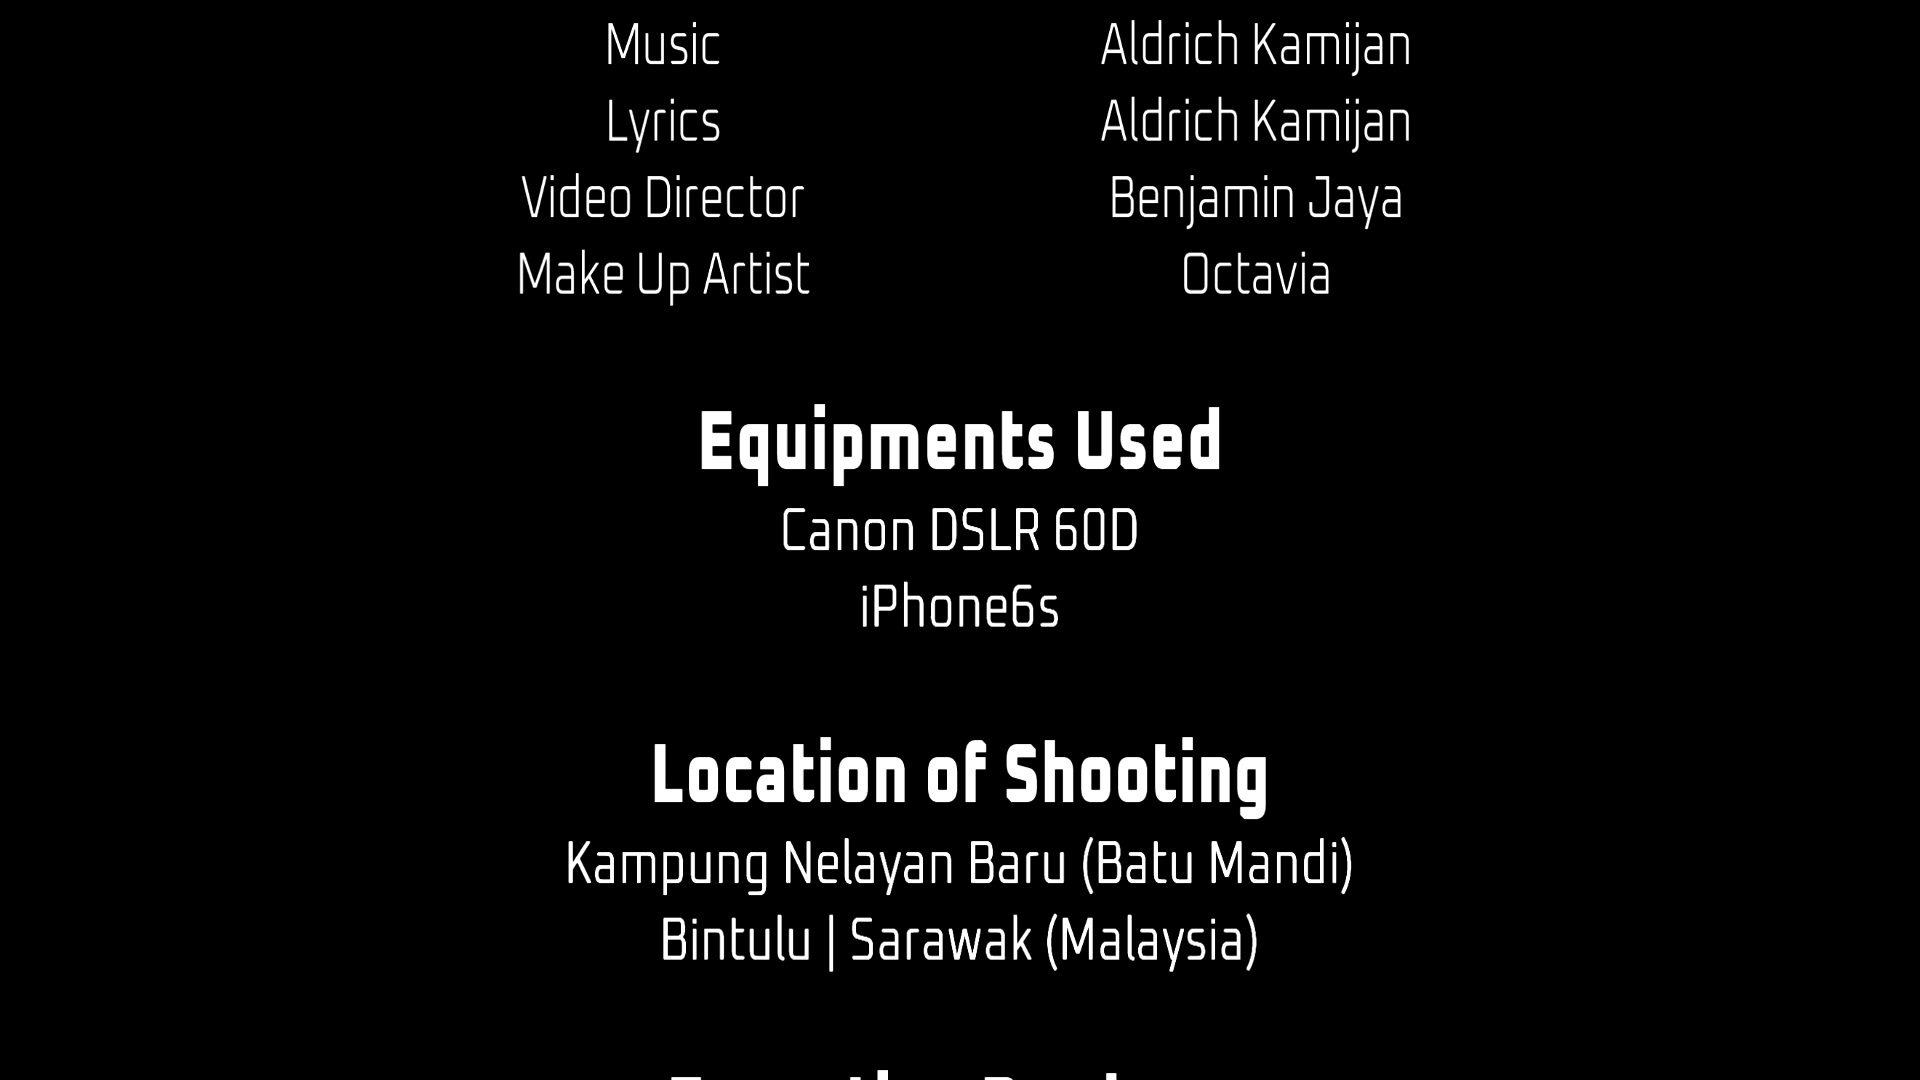 Music Aldrich Kamijan
Lyrics Aldrich Kamijan
Video Director Benjamin Jaya
Make Up Artist Octavia
Equipments Used
Canon DSLR 60D
iPhone6s
Location of Shooting
Kampung Nelayan Baru (Batu Mandi)
Bintulu | Sarawak (Malaysia)